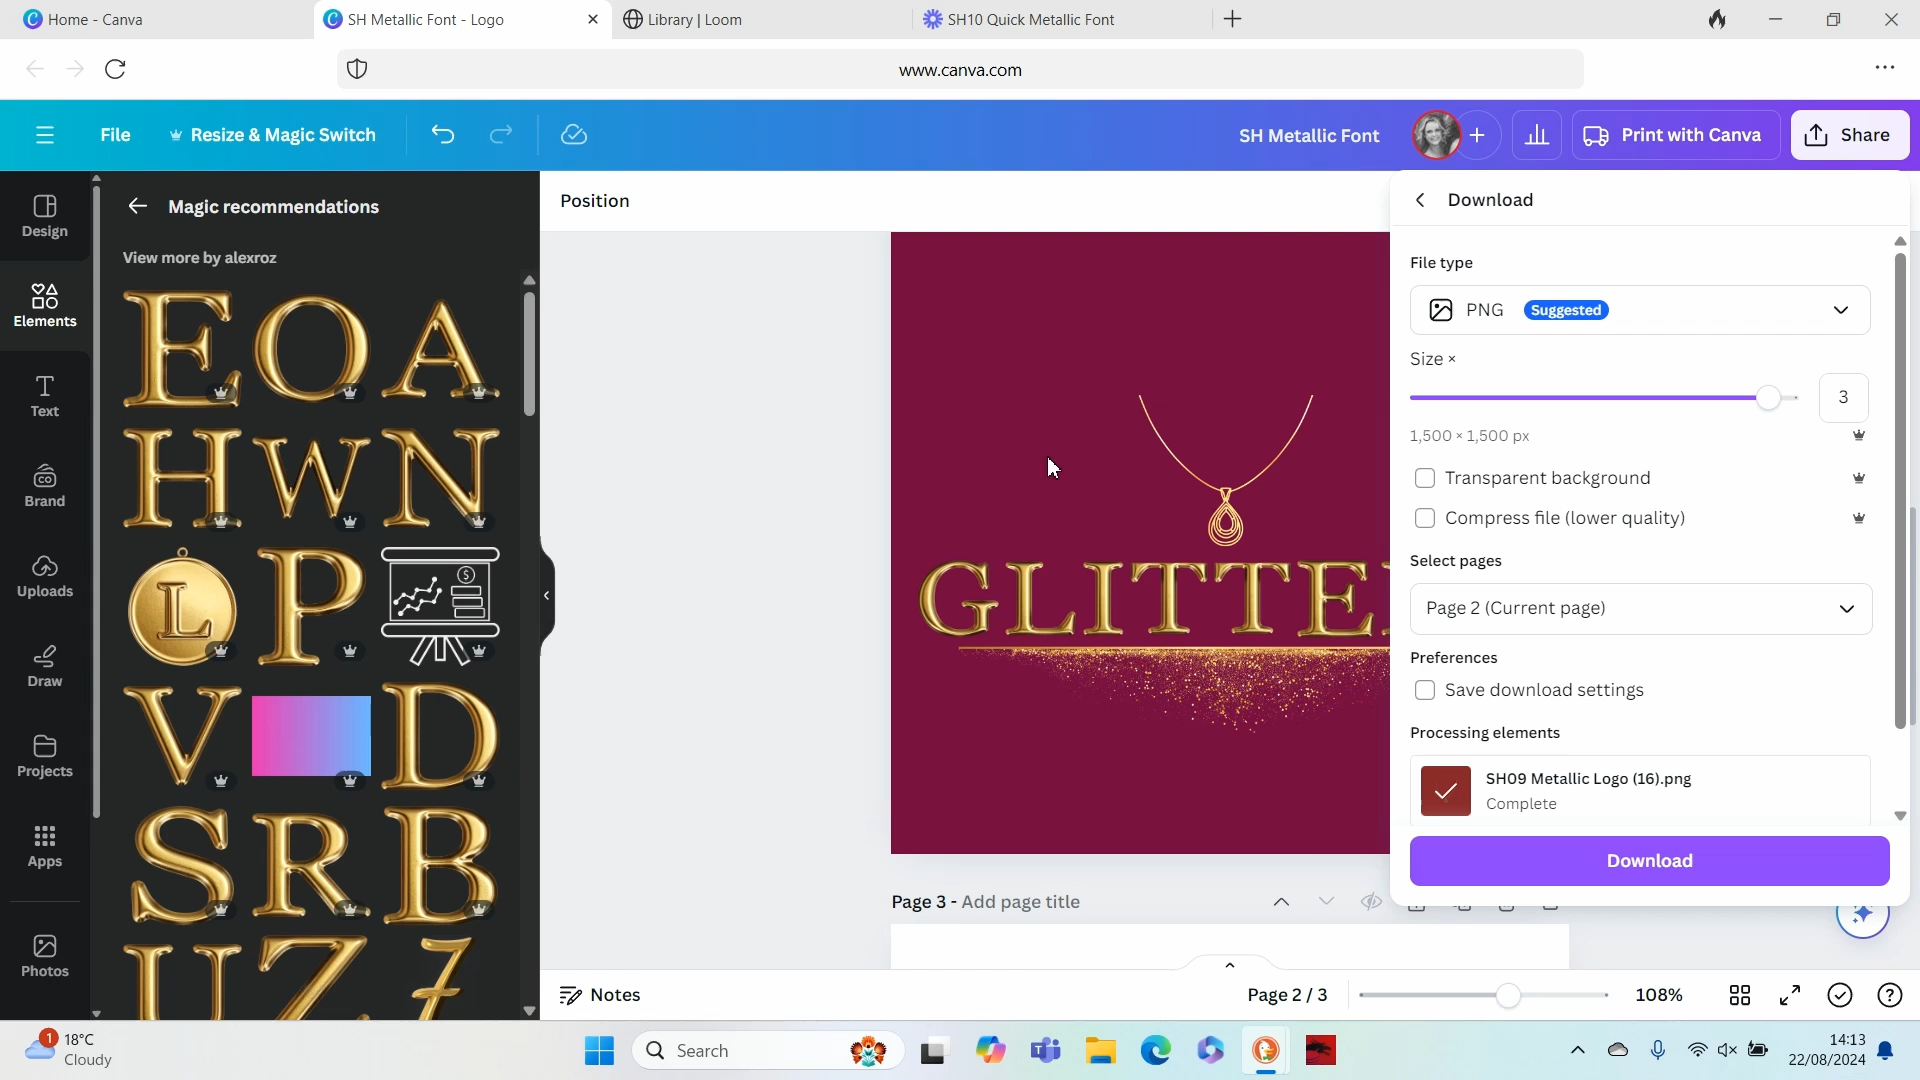 Home - Canva
SH Metallic Font - Logo
Library | Loom
SH10 Quick Metallic Font
www.canva.com
File
Resize & Magic Switch
SH Metallic Font
Print with Canva
Share
Design
Elements
Text
Brand
Uploads
Draw
Projects
Apps
Photos
Magic recommendations
View more by alexroz
E O A
H W N
L P $
V D
S R B
U Z 7
Position
GLITTE
Page 3 - Add page title
Notes
Page 2 / 3
108%
Download
File type
PNG Suggested
Size ×
3
1,500 × 1,500 px
Transparent background
Compress file (lower quality)
Select pages
Page 2 (Current page)
Preferences
Save download settings
Processing elements
SH09 Metallic Logo (16).png
Complete
Download
1
18°C
Cloudy
Search
14:13
22/08/2024